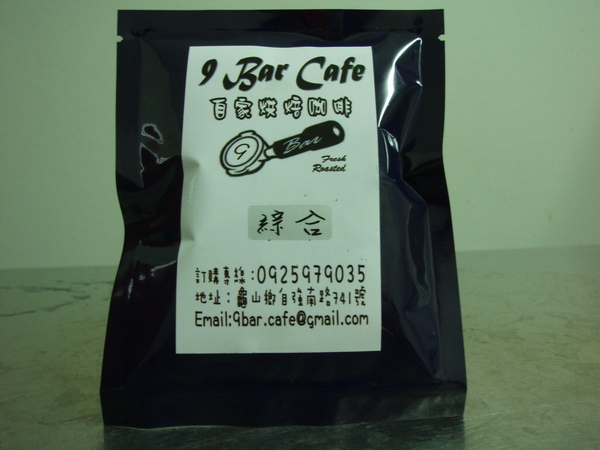 9 Bar Cafe
自家烘焙咖啡
9 Bar
Fresh
Roasted
綜合
訂購專線:0925979035
地址:龜山鄉自強南路741號
Email:9bar.cafe@gmail.com